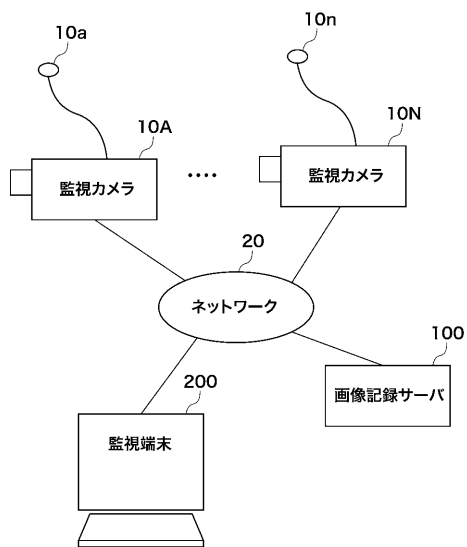 10a
10n
10A
10N
監視カメラ
・・・・
監視カメラ
20
ネットワーク
100
画像記録サーバ
200
監視端末